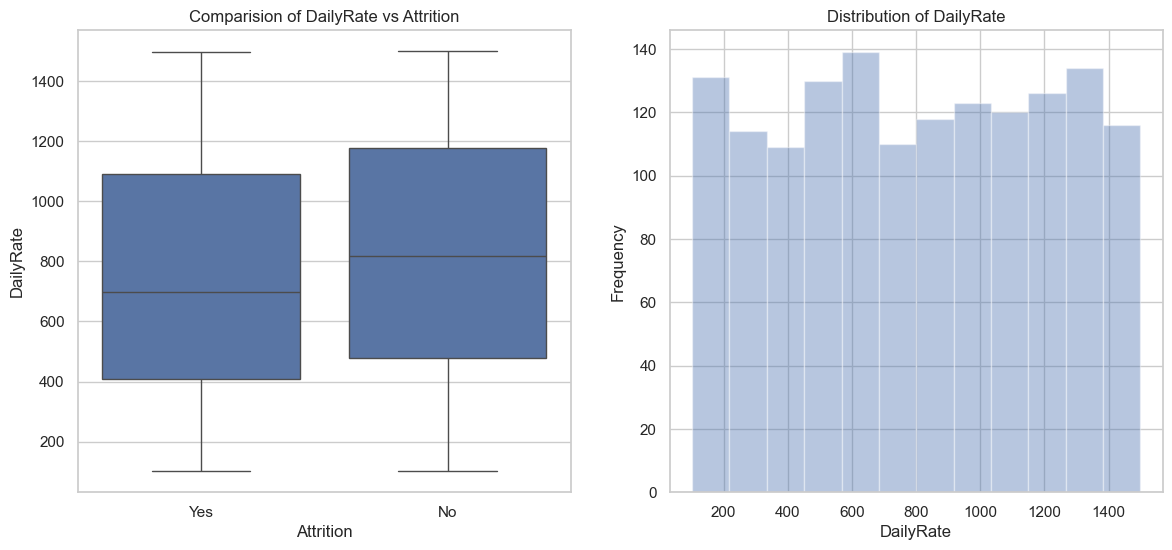 Comparision of DailyRate vs Attrition
1400
1200
1000
800
600
400
200
DailyRate
Yes
No
Attrition
Distribution of DailyRate
140
120
100
80
60
40
20
0
Frequency
200
400
600
800
1000
1200
1400
DailyRate